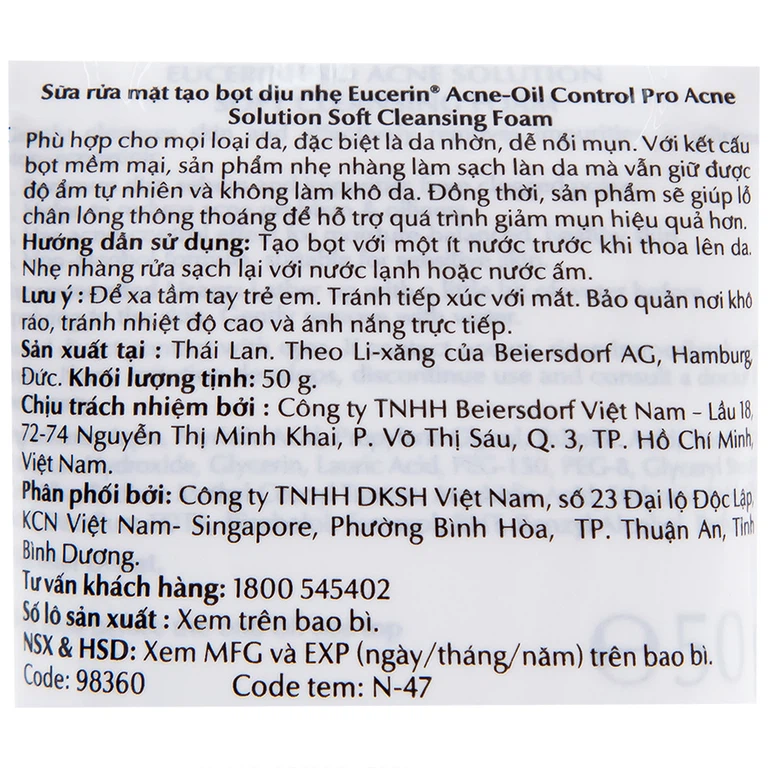 Sữa rửa mặt tạo bọt dịu nhẹ Eucerin® Acne-Oil Control Pro Acne
Solution Soft Cleansing Foam
Phù hợp cho mọi loại da, đặc biệt là da nhờn, dễ nổi mụn. Với kết cấu
bọt mềm mại, sản phẩm nhẹ nhàng làm sạch làn da mà vẫn giữ được
độ ẩm tự nhiên và không làm khô da. Đồng thời, sản phẩm sẽ giúp lỗ
chân lông thông thoáng để hỗ trợ quá trình giảm mụn hiệu quả hơn.
Hướng dẫn sử dụng: Tạo bọt với một ít nước trước khi thoa lên da.
Nhẹ nhàng rửa sạch lại với nước lạnh hoặc nước ấm.
Lưu ý : Để xa tầm tay trẻ em. Tránh tiếp xúc với mắt. Bảo quản nơi khô
ráo, tránh nhiệt độ cao và ánh nắng trực tiếp.
Sản xuất tại : Thái Lan. Theo Li-xăng của Beiersdorf AG, Hamburg,
Đức. Khối lượng tịnh: 50 g.
Chịu trách nhiệm bởi : Công ty TNHH Beiersdorf Việt Nam – Lầu 18,
72-74 Nguyễn Thị Minh Khai, P. Võ Thị Sáu, Q. 3, TP. Hồ Chí Minh,
Việt Nam.
Phân phối bởi: Công ty TNHH DKSH Việt Nam, số 23 Đại lộ Độc Lập,
KCN Việt Nam- Singapore, Phường Bình Hòa, TP. Thuận An, Tỉnh
Bình Dương.
Tư vấn khách hàng: 1800 545402
Số lô sản xuất : Xem trên bao bì.
NSX & HSD: Xem MFG và EXP (ngày/tháng/năm) trên bao bì.
Code: 98360 Code tem: N-47